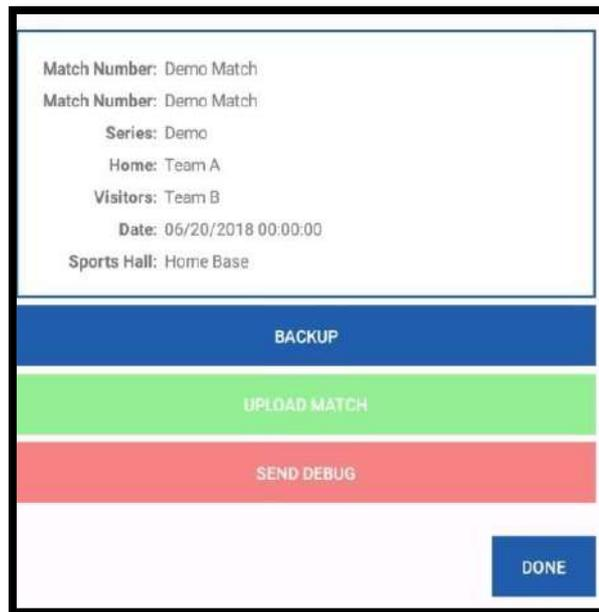 Match Number: Demo Match
Match Number: Demo Match
Series: Demo
Home: Team A
Visitors: Team B
Date: 06/20/2018 00:00:00
Sports Hall: Home Base
BACKUP
UPLOAD MATCH
SEND DEBUG
DONE